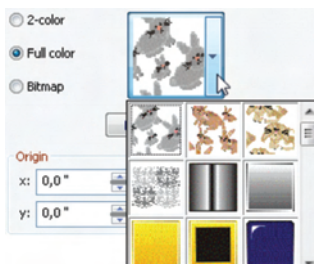 2-color
Full color
Bitmap
Origin
x: 0,0 "
y: 0,0 "